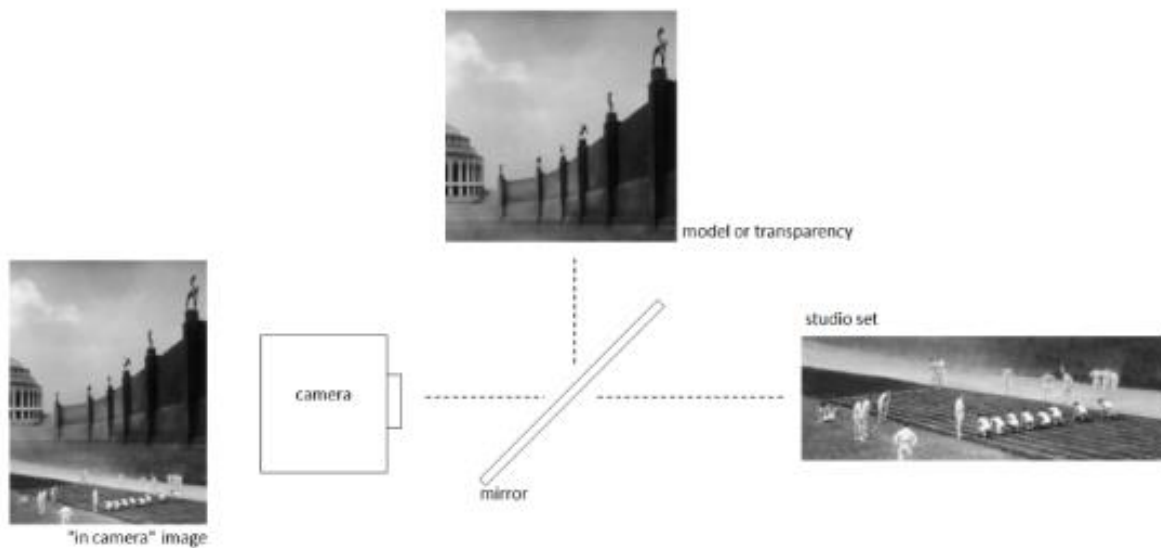 model or transparency
studio set
camera
mirror
"in camera" image